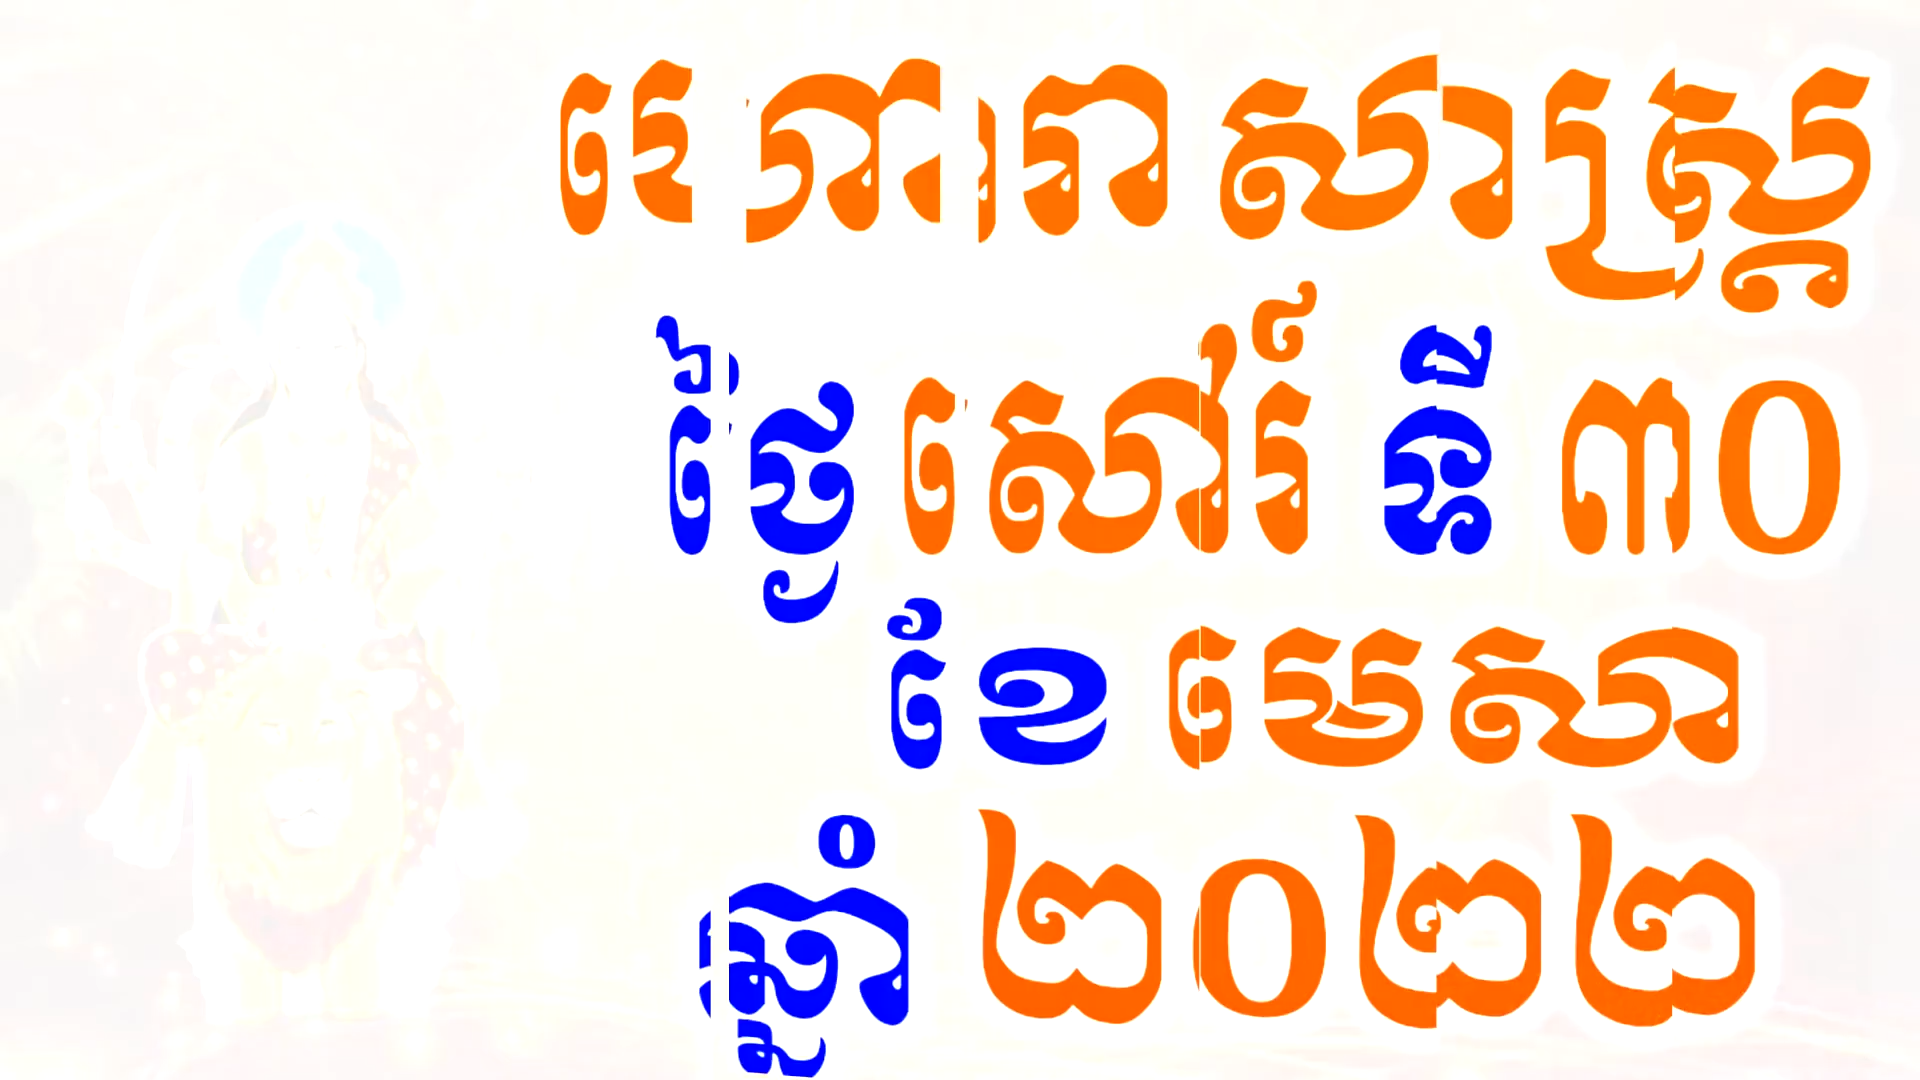 ហោរាសាស្ត្រ
ថ្ងៃ សៅរ៍ ទី ៣០
ខែ មេសា
ឆ្នាំ ២០២២